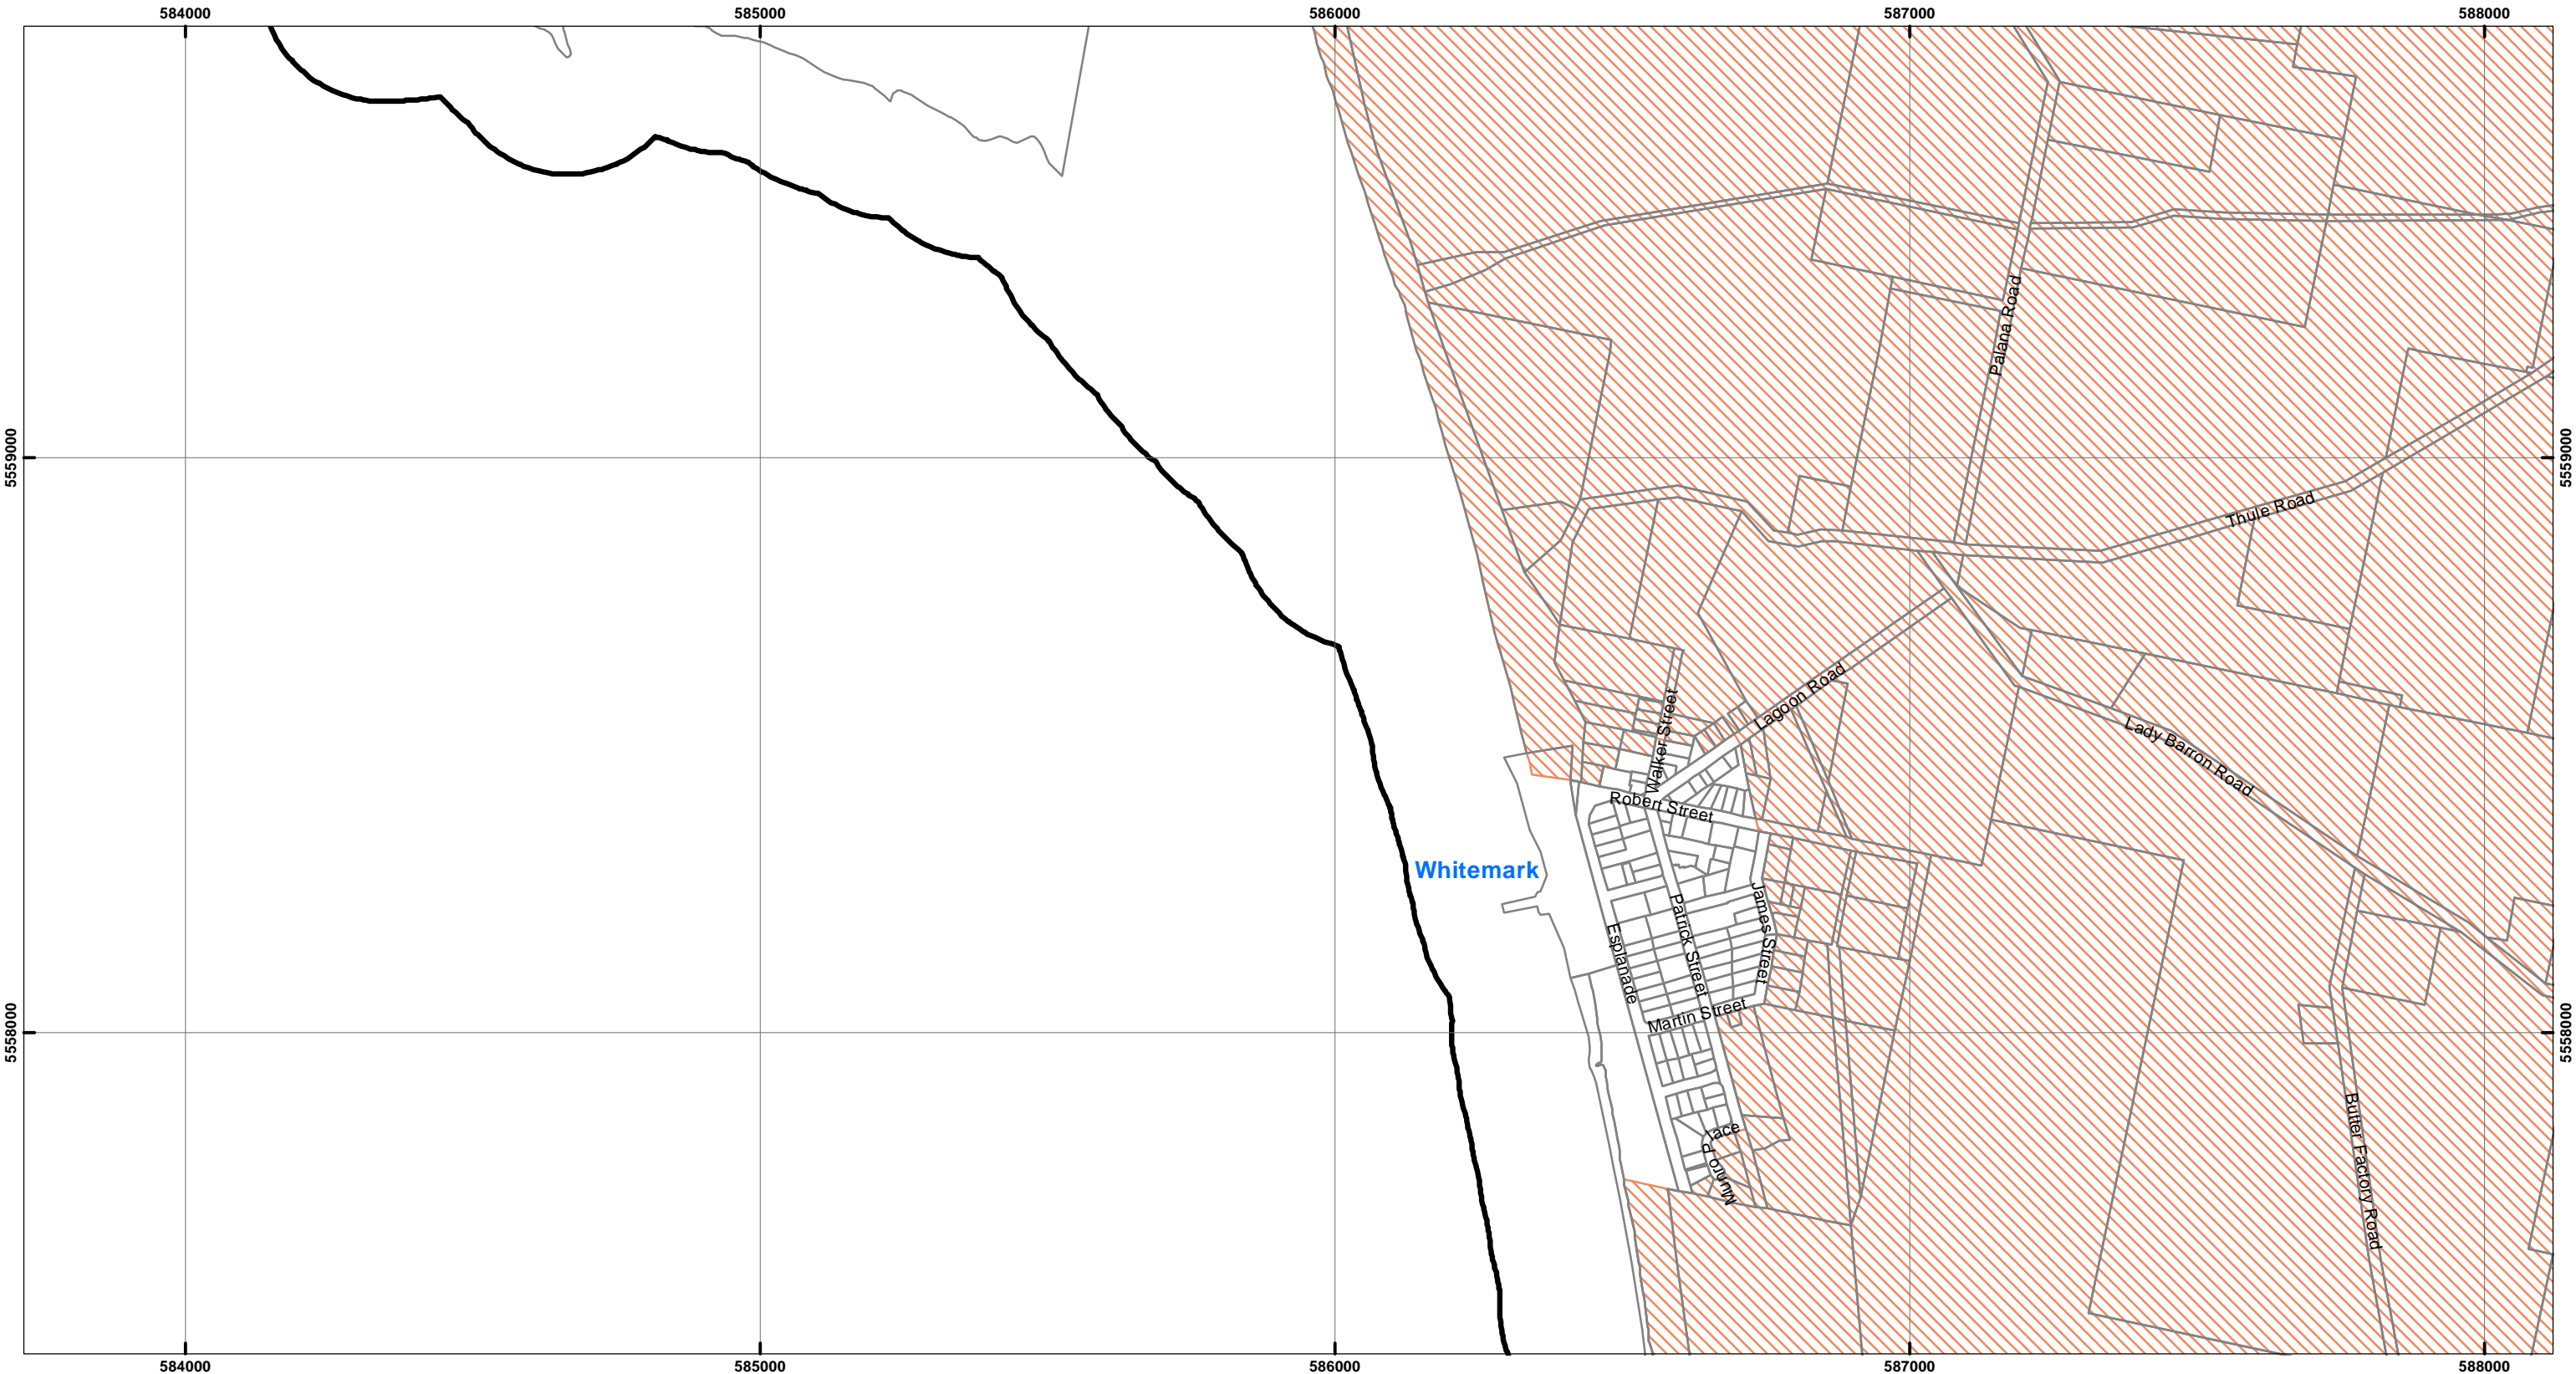 584000
585000
586000
587000
588000
Palana Road
5559000
5559000
Thule Road
Lagoon Road
Walker Street
Lady Barron Road
Robert Street
Whitemark
James Street
Patrick Street
Esplanade
Martin Street
5558000
5558000
Butter Factory Road
Munro Place
584000
585000
586000
587000
588000